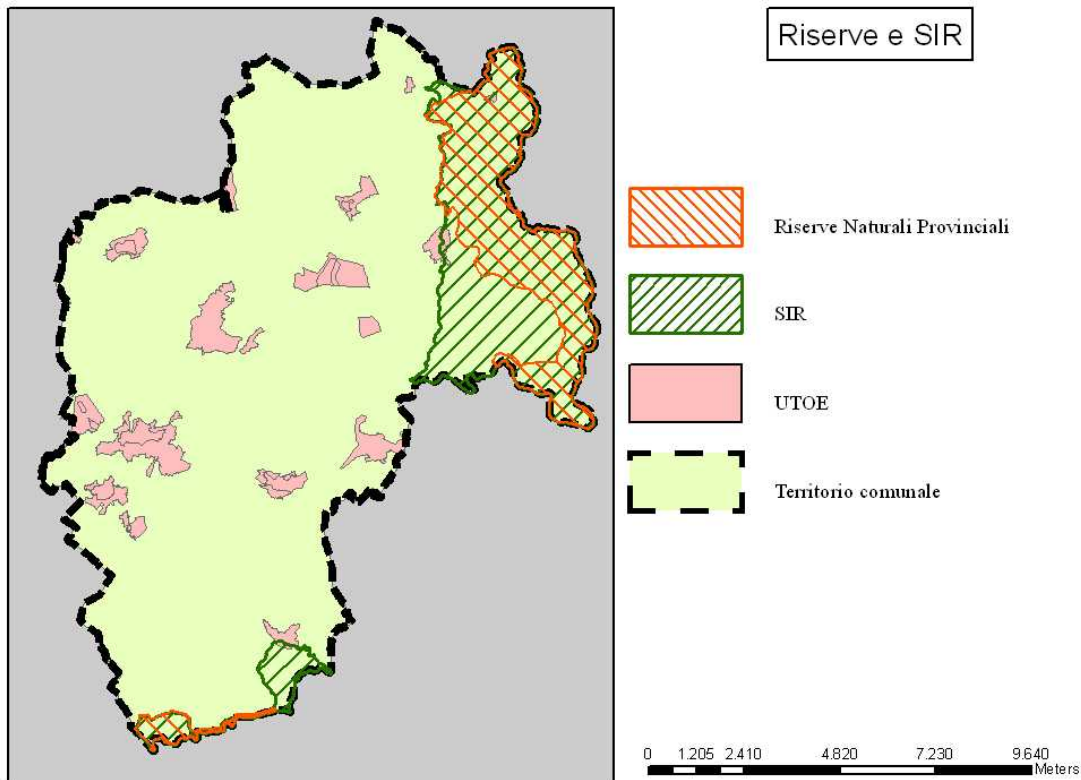 Riserve e SIR
Riserve Naturali Provinciali
SIR
UTOE
Territorio comunale
0 1.205 2.410 4.820 7.230 9.640
Meters